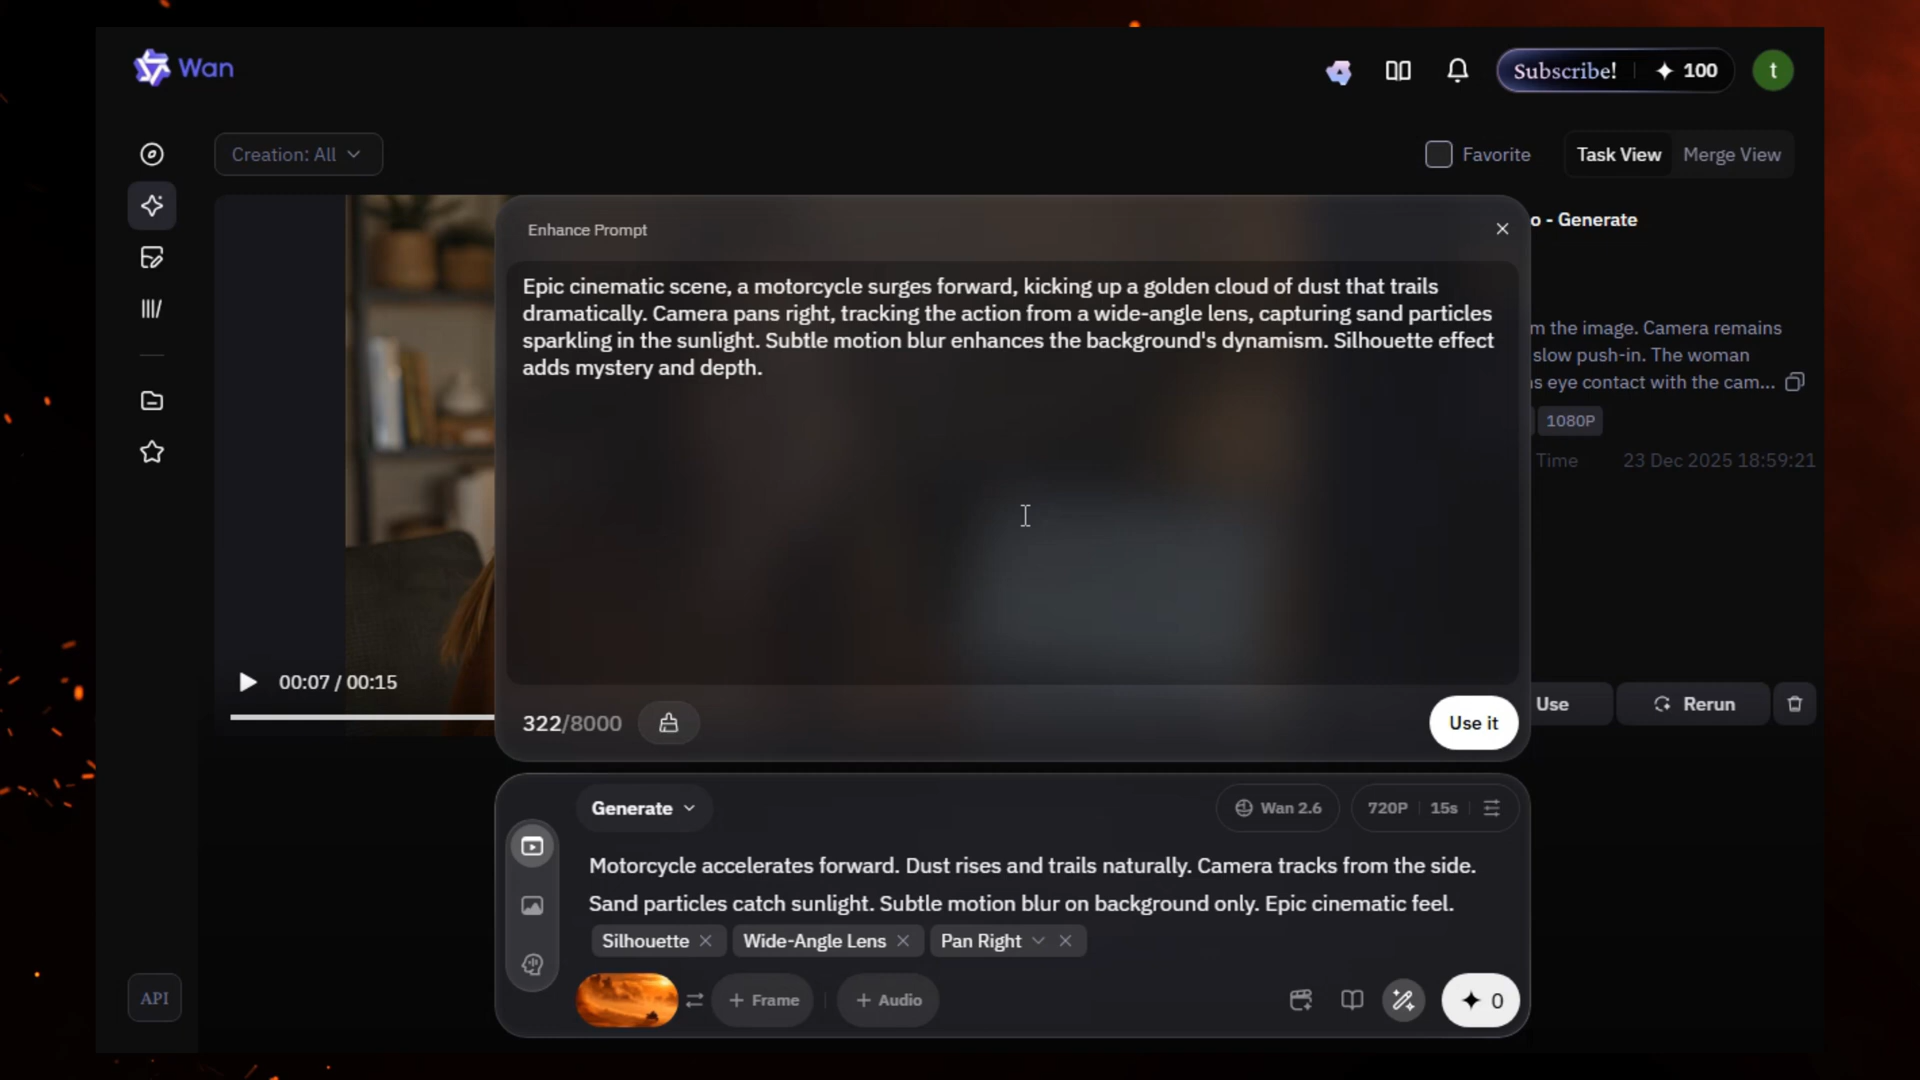 Wan
Subscribe! 100
t
Creation: All
Favorite
Task View Merge View
Enhance Prompt
o - Generate
Epic cinematic scene, a motorcycle surges forward, kicking up a golden cloud of dust that trails
dramatically. Camera pans right, tracking the action from a wide-angle lens, capturing sand particles
sparkling in the sunlight. Subtle motion blur enhances the background's dynamism. Silhouette effect
adds mystery and depth.
m the image. Camera remains
slow push-in. The woman
s eye contact with the cam...
1080P
Time 23 Dec 2025 18:59:21
00:07 / 00:15
322/8000
Use it
Use
Rerun
Generate
Wan 2.6
720P 15s
Motorcycle accelerates forward. Dust rises and trails naturally. Camera tracks from the side.
Sand particles catch sunlight. Subtle motion blur on background only. Epic cinematic feel.
Silhouette Wide-Angle Lens Pan Right
API
+ Frame + Audio
0